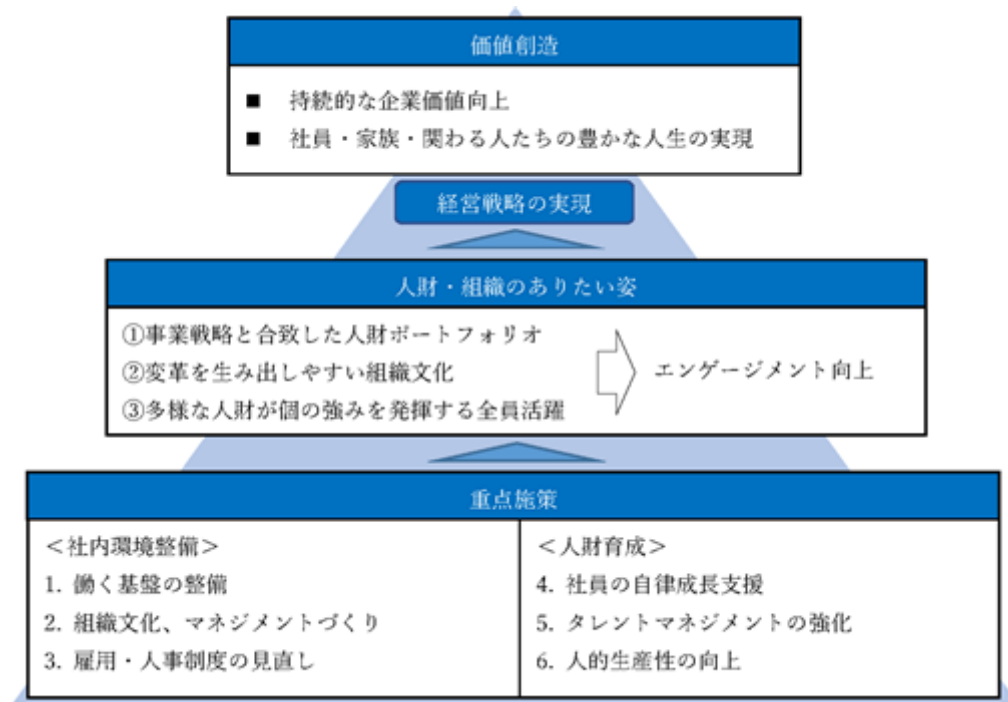 価値創造
■ 持続的な企業価値向上
■ 社員・家族・関わる人たちの豊かな人生の実現
経営戦略の実現
人財・組織のありたい姿
①事業戦略と合致した人財ポートフォリオ
②変革を生み出しやすい組織文化
③多様な人財が個の強みを発揮する全員活躍
エンゲージメント向上
重点施策
＜社内環境整備＞
1. 働く基盤の整備
2. 組織文化、マネジメントづくり
3. 雇用・人事制度の見直し
＜人財育成＞
4. 社員の自律成長支援
5. タレントマネジメントの強化
6. 人的生産性の向上